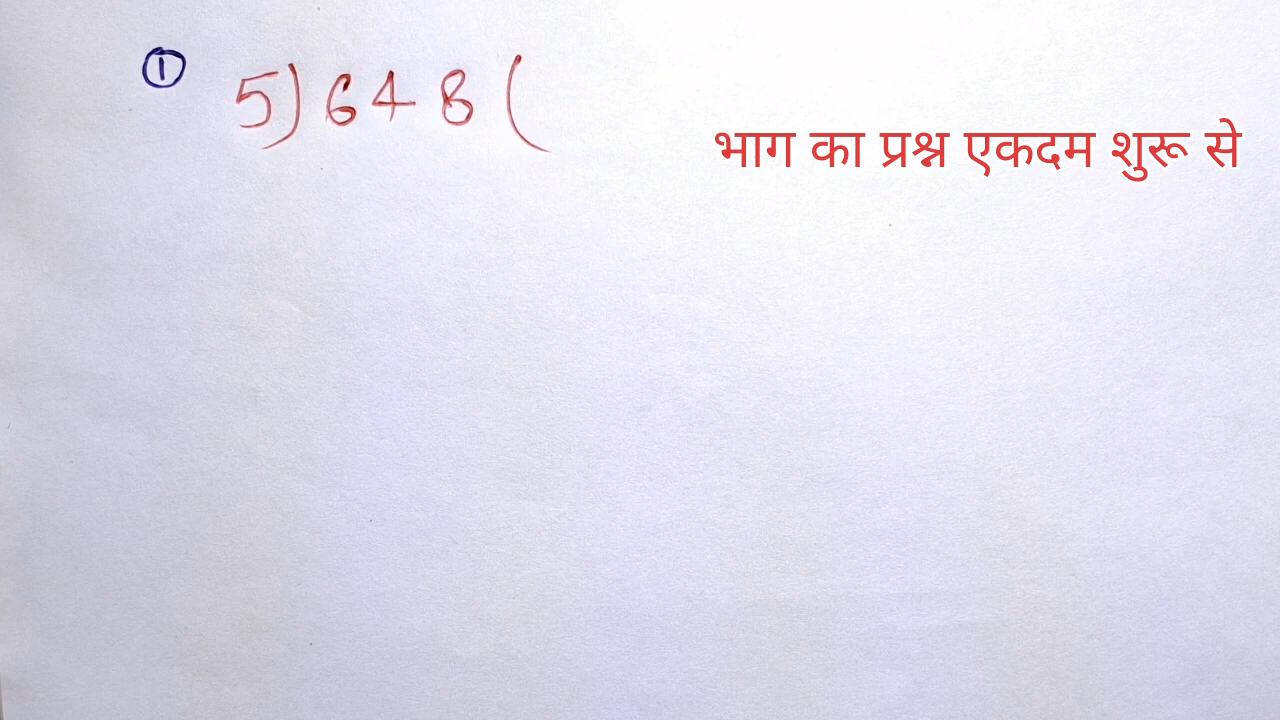 ① 5)648(
भाग का प्रश्न एकदम शुरू से